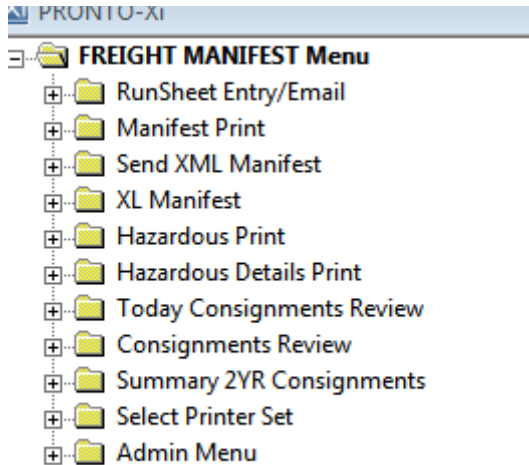 PRONTO-Xi
FREIGHT MANIFEST Menu
RunSheet Entry/Email
Manifest Print
Send XML Manifest
XL Manifest
Hazardous Print
Hazardous Details Print
Today Consignments Review
Consignments Review
Summary 2YR Consignments
Select Printer Set
Admin Menu